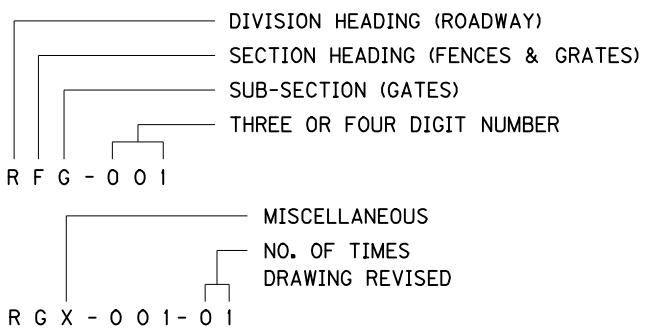 DIVISION HEADING (ROADWAY)
SECTION HEADING (FENCES & GRATES)
SUB-SECTION (GATES)
THREE OR FOUR DIGIT NUMBER
R F G - 0 0 1
MISCELLANEOUS
NO. OF TIMES
DRAWING REVISED
R G X - 0 0 1 - 0 1